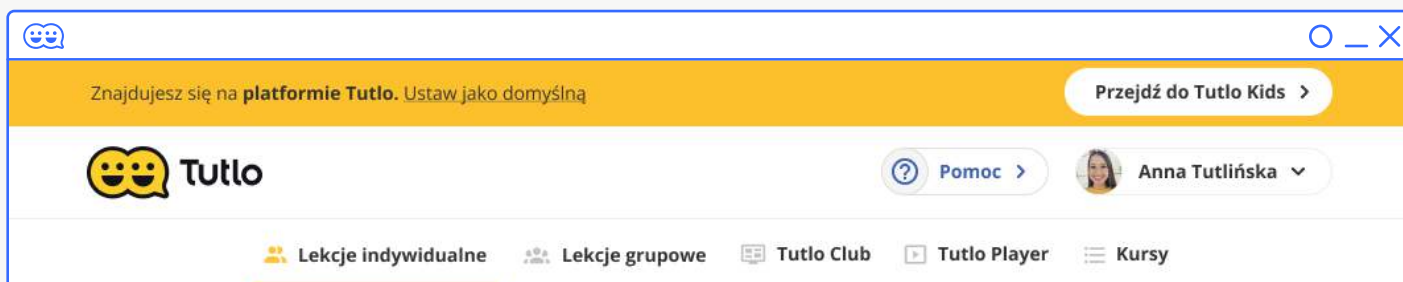 Znajdujesz się na platformie Tutlo. Ustaw jako domyślną
Przejdź do Tutlo Kids
Tutlo
Pomoc
Anna Tutlińska
Lekcje indywidualne
Lekcje grupowe
Tutlo Club
Tutlo Player
Kursy